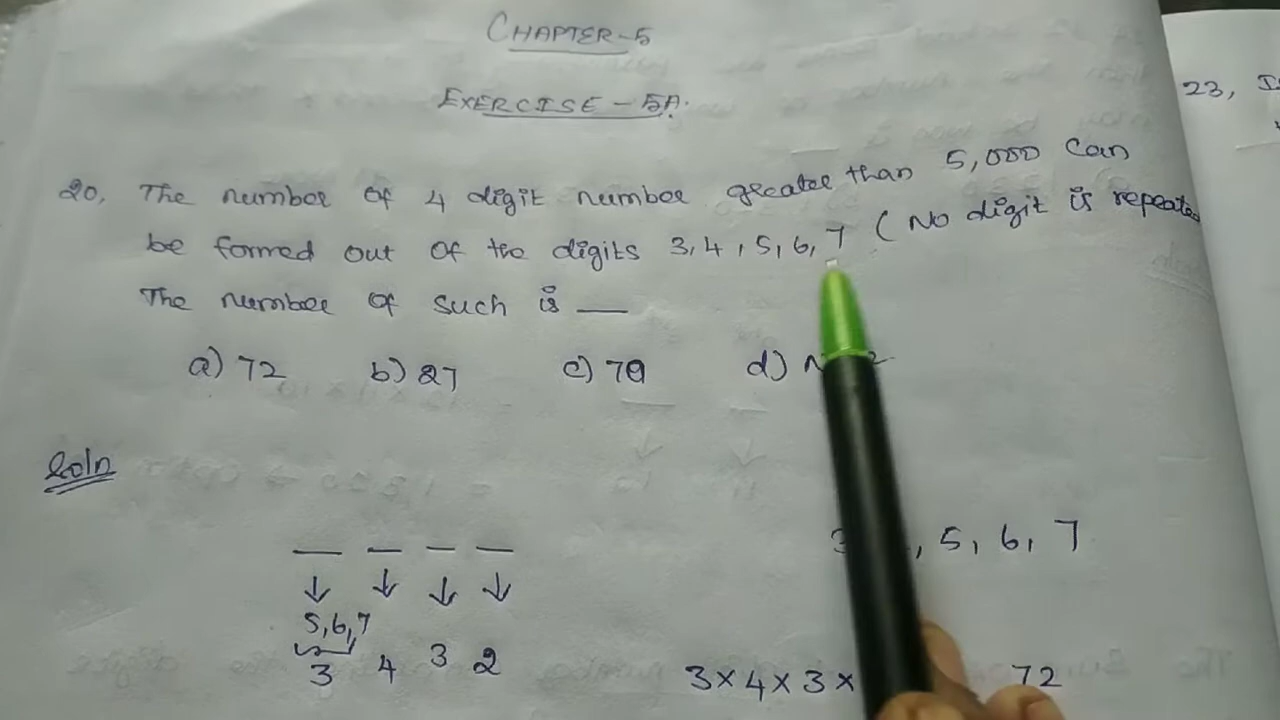 CHAPTER-5
EXERCISE - 5A.
20, The number of 4 digit number greater than 5,000 can
be formed out of the digits 3,4,5,6,7 (No digit is repeated
The number of such is —
a) 72 b) 27 c) 70 d)
Soln
5,6,7
3 4 3 2
, 5, 6, 7
3×4×3× 72
23,